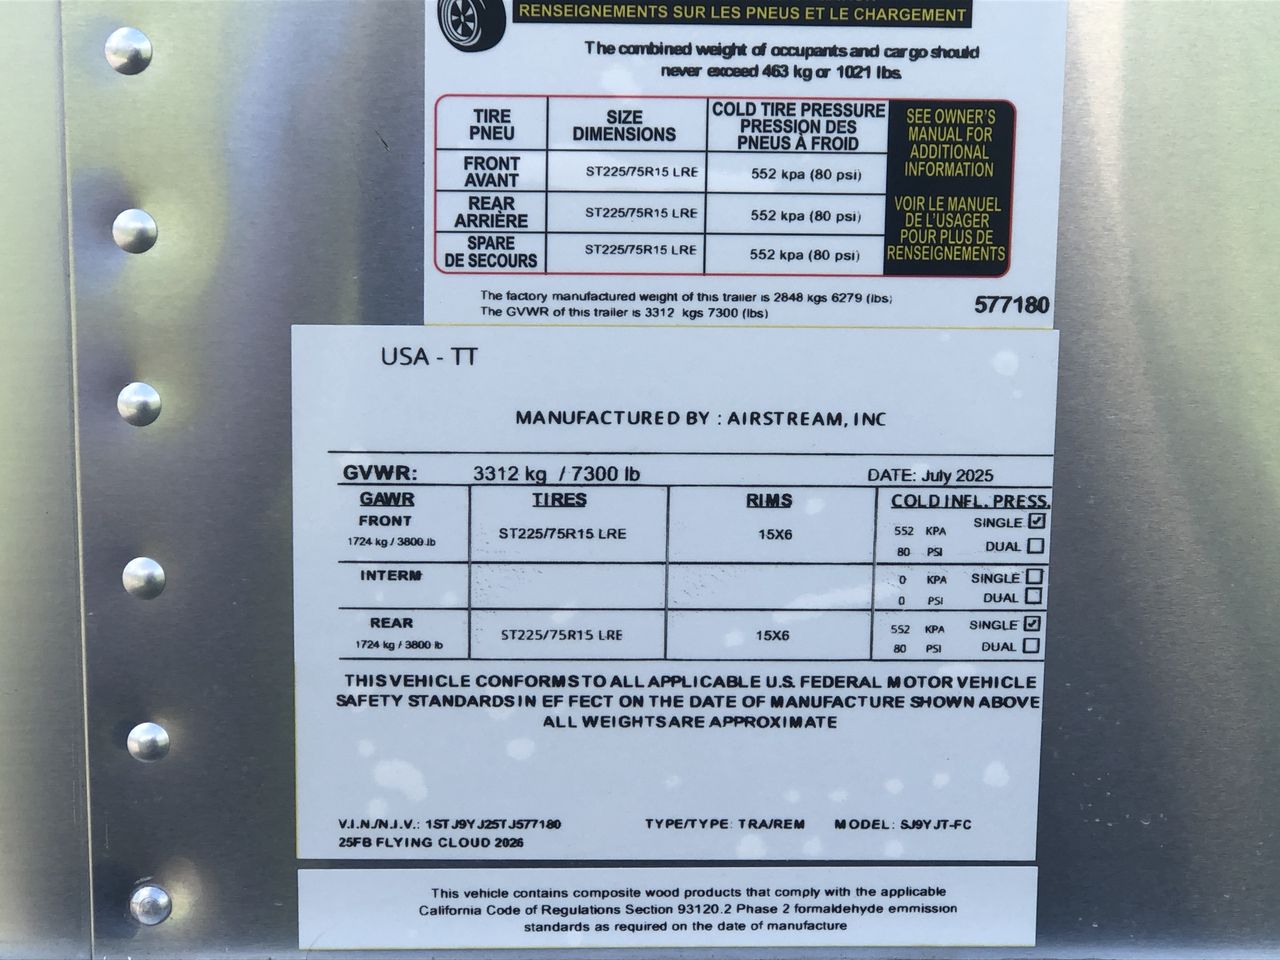 RENSEIGNEMENTS SUR LES PNEUS ET LE CHARGEMENT
The combined weight of occupants and cargo should
never exceed 463 kg or 1021 lbs.
TIRE
PNEU
SIZE
DIMENSIONS
COLD TIRE PRESSURE
PRESSION DES
PNEUS À FROID
FRONT
AVANT
ST225/75R15 LRE
552 kpa (80 psi)
REAR
ARRIÈRE
ST225/75R15 LRE
552 kpa (80 psi)
SPARE
DE SECOURS
ST225/75R15 LRE
552 kpa (80 psi)
SEE OWNER'S
MANUAL FOR
ADDITIONAL
INFORMATION
VOIR LE MANUEL
DE L'USAGER
POUR PLUS DE
RENSEIGNEMENTS
The factory manufactured weight of this trailer is 2848 kgs 6279 (lbs)
The GVWR of this trailer is 3312 kgs 7300 (lbs)
577180
USA - TT
MANUFACTURED BY : AIRSTREAM, INC
GVWR: 3312 kg / 7300 lb DATE: July 2025
GAWR TIRES RIMS COLD INFL. PRESS.
FRONT
1724 kg / 3800 lb
ST225/75R15 LRE
15X6
552 KPA SINGLE
80 PSI DUAL
INTERM
0 KPA SINGLE
0 PSI DUAL
REAR
1724 kg / 3800 lb
ST225/75R15 LRE
15X6
552 KPA SINGLE
80 PSI DUAL
THIS VEHICLE CONFORMS TO ALL APPLICABLE U.S. FEDERAL MOTOR VEHICLE
SAFETY STANDARDS IN EFFECT ON THE DATE OF MANUFACTURE SHOWN ABOVE
ALL WEIGHTS ARE APPROXIMATE
V.I.N./N.I.V.: 1STJ9YJ25TJ577180 TYPE/TYPE: TRA/REM MODEL: SJ9YJT-FC
25FB FLYING CLOUD 2026
This vehicle contains composite wood products that comply with the applicable
California Code of Regulations Section 93120.2 Phase 2 formaldehyde emmission
standards as required on the date of manufacture